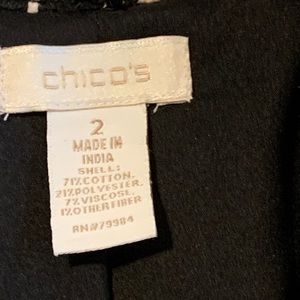 chico's
2
MADE IN
INDIA
SHELL:
71%COTTON,
21%POLYESTER,
7%VISCOSE,
1%OTHER FIBER
RN#79984